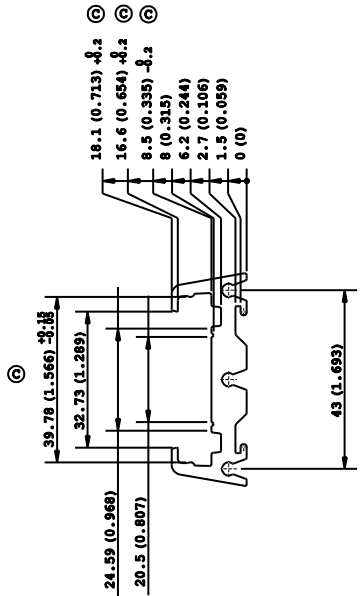 Ⓒ Ⓒ Ⓒ
18.1 (0.713) 0 +0.2
16.6 (0.654) 0 +0.2
8.5 (0.335) 0 -0.2
8 (0.315)
6.2 (0.244)
2.7 (0.106)
1.5 (0.059)
0 (0)
Ⓒ
39.78 (1.566) +0.15 -0.05
32.73 (1.289)
24.59 (0.968)
20.5 (0.807)
43 (1.693)